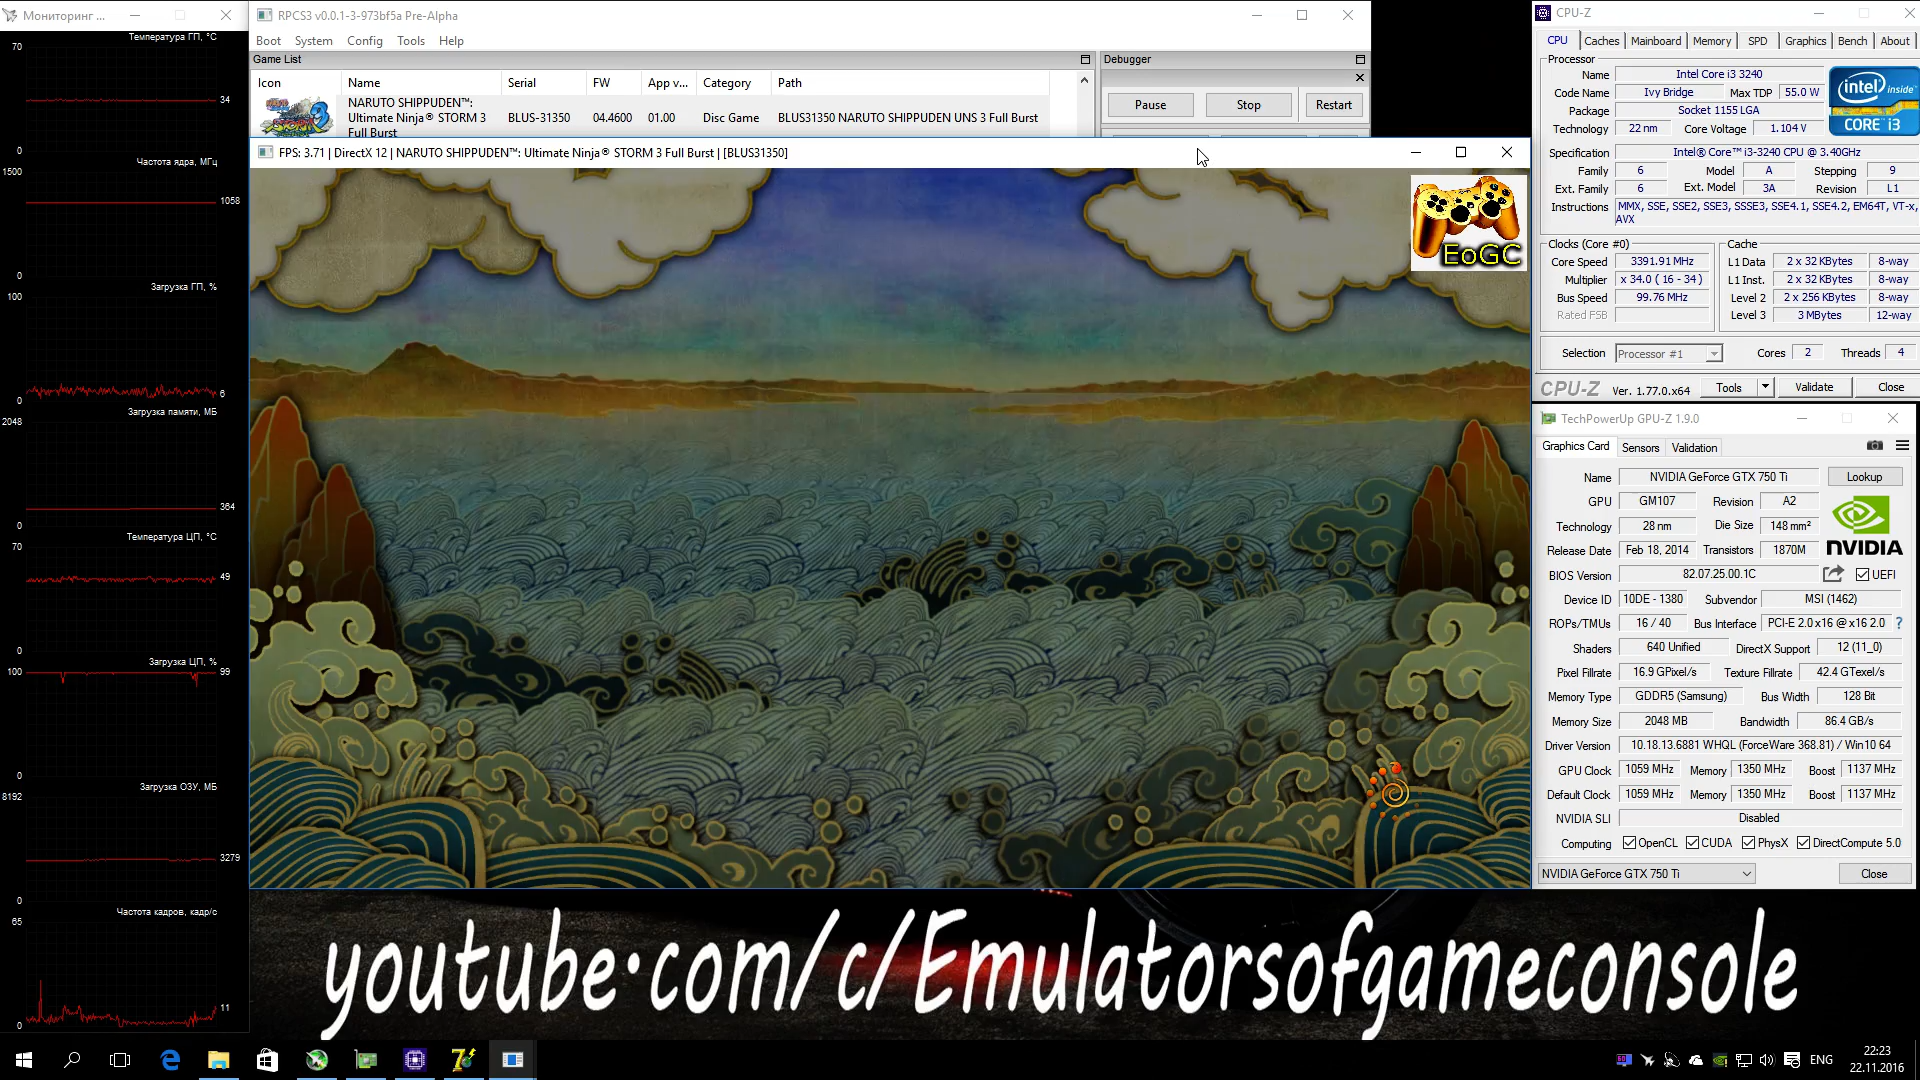 Мониторинг ...
Температура ГП, °C
70
34
0
Частота ядра, МГц
1500
1058
0
Загрузка ГП, %
100
6
0
Загрузка памяти, МБ
2048
364
0
Температура ЦП, °C
70
49
0
Загрузка ЦП, %
100
99
0
Загрузка ОЗУ, МБ
8192
3279
0
Частота кадров, кадр/с
65
11
0
RPCS3 v0.0.1-3-973bf5a Pre-Alpha
Boot System Config Tools Help
Game List
Icon Name Serial FW App v... Category Path
NARUTO SHIPPUDEN™:
Ultimate Ninja® STORM 3 BLUS-31350 04.4600 01.00 Disc Game BLUS31350 NARUTO SHIPPUDEN UNS 3 Full Burst
Full Burst
Debugger
Pause Stop Restart
FPS: 3.71 | DirectX 12 | NARUTO SHIPPUDEN™: Ultimate Ninja® STORM 3 Full Burst | [BLUS31350]
EoGC
CPU-Z
CPU Caches Mainboard Memory SPD Graphics Bench About
Processor
Name Intel Core i3 3240
Code Name Ivy Bridge Max TDP 55.0 W
Package Socket 1155 LGA
Technology 22 nm Core Voltage 1.104 V
intel inside™
CORE i3
Specification Intel® Core™ i3-3240 CPU @ 3.40GHz
Family 6 Model A Stepping 9
Ext. Family 6 Ext. Model 3A Revision L1
Instructions MMX, SSE, SSE2, SSE3, SSSE3, SSE4.1, SSE4.2, EM64T, VT-x,
AVX
Clocks (Core #0)
Core Speed 3391.91 MHz
Multiplier x 34.0 ( 16 - 34 )
Bus Speed 99.76 MHz
Rated FSB
Cache
L1 Data 2 x 32 KBytes 8-way
L1 Inst. 2 x 32 KBytes 8-way
Level 2 2 x 256 KBytes 8-way
Level 3 3 MBytes 12-way
Selection Processor #1 Cores 2 Threads 4
CPU-Z Ver. 1.77.0.x64 Tools Validate Close
TechPowerUp GPU-Z 1.9.0
Graphics Card Sensors Validation
Name NVIDIA GeForce GTX 750 Ti Lookup
GPU GM107 Revision A2
Technology 28 nm Die Size 148 mm²
Release Date Feb 18, 2014 Transistors 1870M
NVIDIA
BIOS Version 82.07.25.00.1C UEFI
Device ID 10DE - 1380 Subvendor MSI (1462)
ROPs/TMUs 16 / 40 Bus Interface PCI-E 2.0 x16 @ x16 2.0 ?
Shaders 640 Unified DirectX Support 12 (11_0)
Pixel Fillrate 16.9 GPixel/s Texture Fillrate 42.4 GTexel/s
Memory Type GDDR5 (Samsung) Bus Width 128 Bit
Memory Size 2048 MB Bandwidth 86.4 GB/s
Driver Version 10.18.13.6881 WHQL (ForceWare 368.81) / Win10 64
GPU Clock 1059 MHz Memory 1350 MHz Boost 1137 MHz
Default Clock 1059 MHz Memory 1350 MHz Boost 1137 MHz
NVIDIA SLI Disabled
Computing OpenCL CUDA PhysX DirectCompute 5.0
NVIDIA GeForce GTX 750 Ti Close
youtube.com/c/Emulatorsofgameconsole
ENG
22:23
22.11.2016